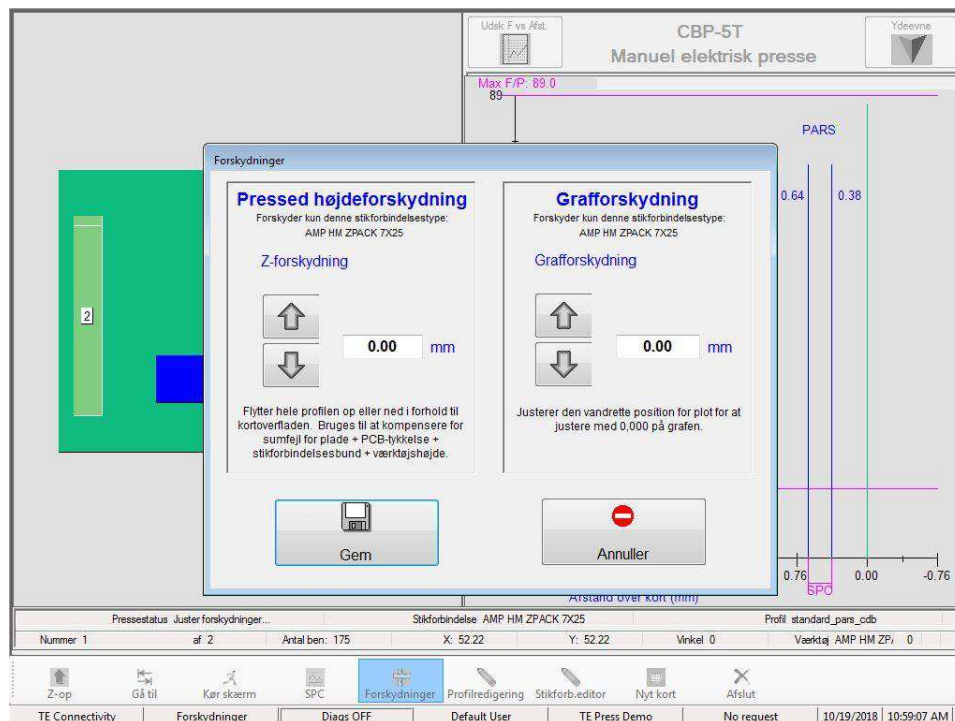 Udsk F vs Afst.
CBP-5T
Manuel elektrisk presse
Ydeevne
Max F/P: 89.0
89
PARS
0.64
0.38
2
Forskydninger
Pressed højdeforskydning
Forskyder kun denne stikforbindelsestype:
AMP HM ZPACK 7X25
Z-forskydning
0.00 mm
Flytter hele profilen op eller ned i forhold til
kortoverfladen. Bruges til at kompensere for
sumfejl for plade + PCB-tykkelse +
stikforbindelsesbund + værktøjshøjde.
Grafforskydning
Forskyder kun denne stikforbindelsestype:
AMP HM ZPACK 7X25
Grafforskydning
0.00 mm
Justerer den vandrette position for plot for at
justere med 0,000 på grafen.
Gem
Annuller
0.76
0.00
-0.76
SPC
Afstand over kort (mm)
Pressestatus Juster forskydninger... Stikforbindelse AMP HM ZPACK 7X25 Profil standard_pars_cdb
Nummer 1 af 2 Antal ben: 175 X: 52.22 Y: 52.22 Vinkel 0 Værktøj AMP HM ZP/ 0
Z-op Gå til Kør skærm SPC Forskydninger Profilredigering Stikforb.editor Nyt kort Afslut
TE Connectivity Forskydninger Diags OFF Default User TE Press Demo No request 10/19/2018 10:59:07 AM